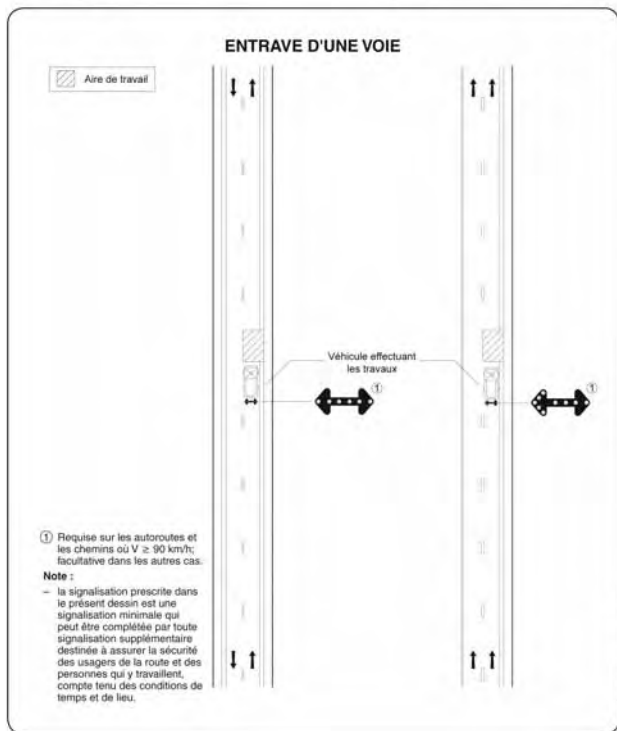 ENTRAVE D'UNE VOIE
Aire de travail
Véhicule effectuant
les travaux
①
①
① Requise sur les autoroutes et
les chemins où V ≥ 90 km/h;
facultative dans les autres cas.
Note :
– la signalisation prescrite dans
le présent dessin est une
signalisation minimale qui
peut être complétée par toute
signalisation supplémentaire
destinée à assurer la sécurité
des usagers de la route et des
personnes qui y travaillent,
compte tenu des conditions de
temps et de lieu.